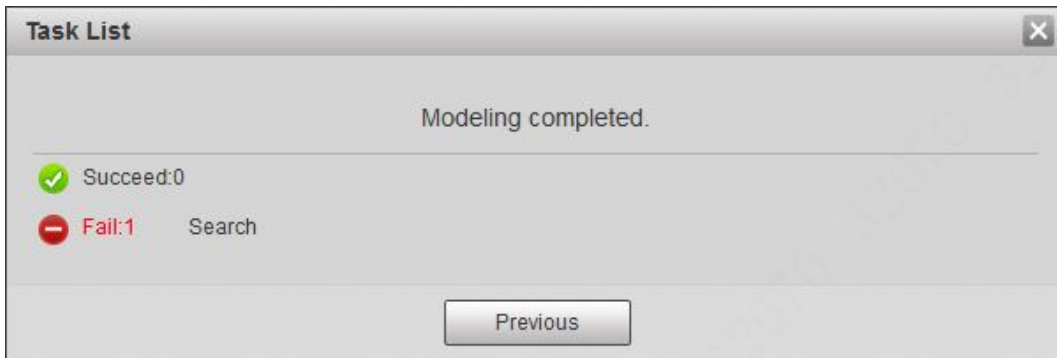 Task List
Modeling completed.
Succeed:0
Fail:1 Search
Previous